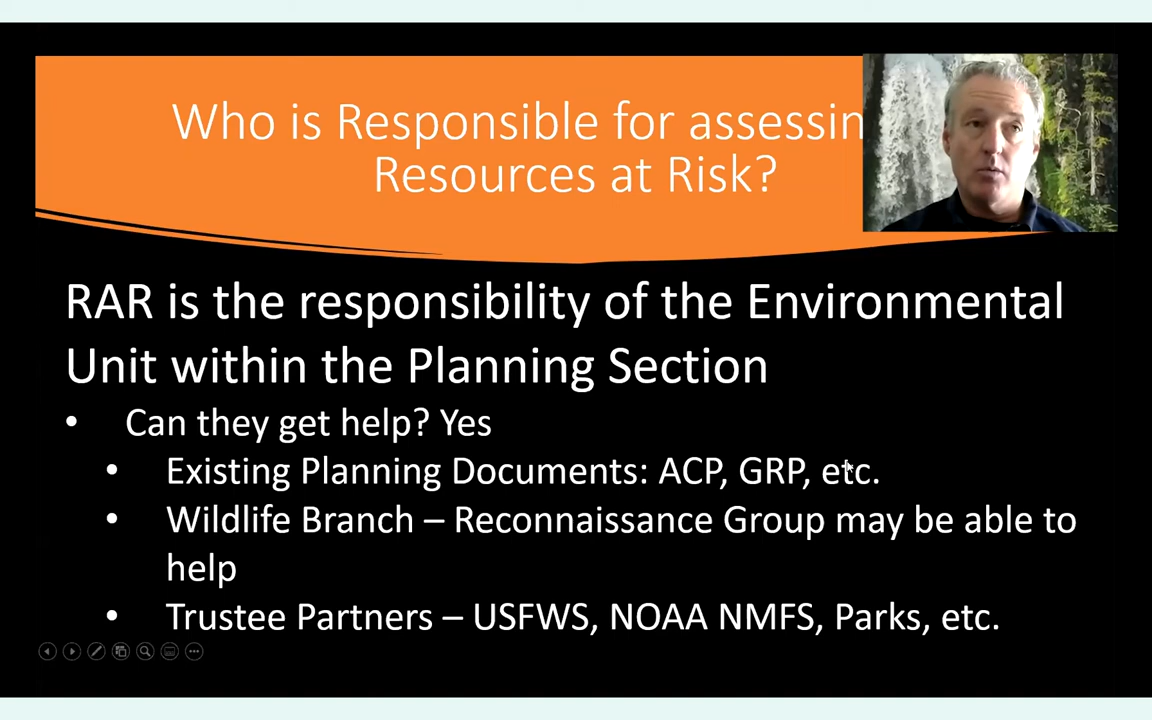 Who is Responsible for assessin
Resources at Risk?
RAR is the responsibility of the Environmental
Unit within the Planning Section
• Can they get help? Yes
• Existing Planning Documents: ACP, GRP, etc.
• Wildlife Branch – Reconnaissance Group may be able to
help
• Trustee Partners – USFWS, NOAA NMFS, Parks, etc.